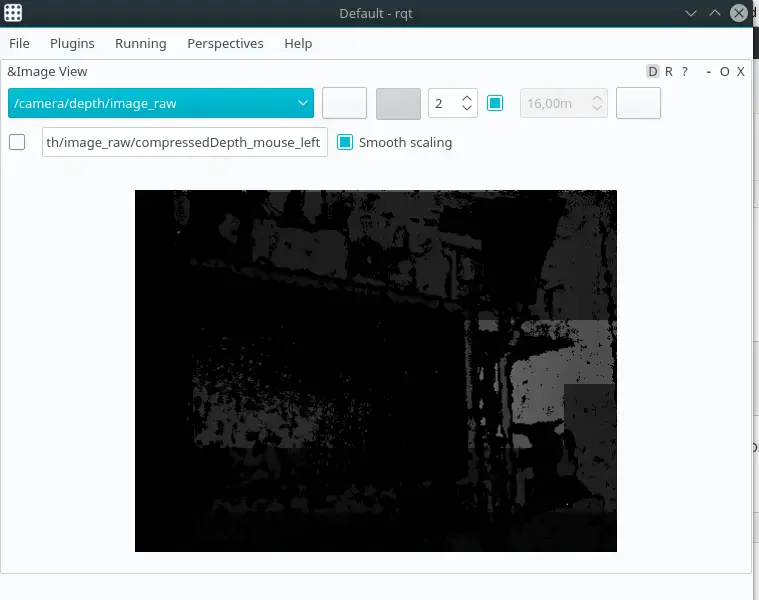 Default - rqt
File Plugins Running Perspectives Help
&Image View D R ? - O X
/camera/depth/image_raw 2 16,00m
th/image_raw/compressedDepth_mouse_left Smooth scaling